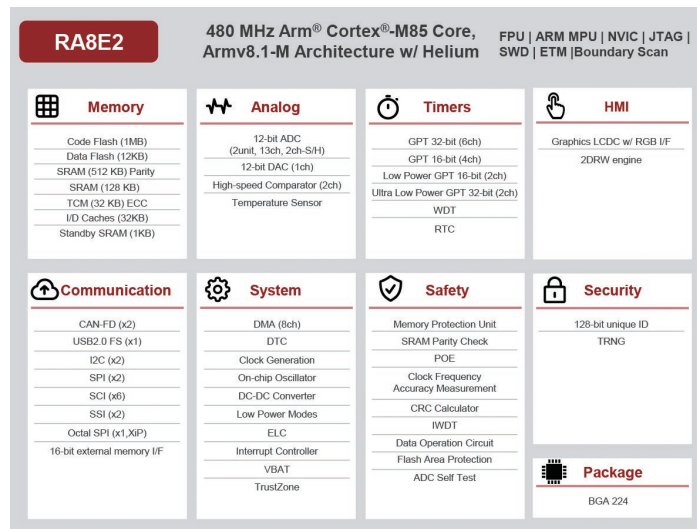 RA8E2
480 MHz Arm® Cortex®-M85 Core,
Armv8.1-M Architecture w/ Helium
FPU | ARM MPU | NVIC | JTAG |
SWD | ETM |Boundary Scan
Memory
Code Flash (1MB)
Data Flash (12KB)
SRAM (512 KB) Parity
SRAM (128 KB)
TCM (32 KB) ECC
I/D Caches (32KB)
Standby SRAM (1KB)
Analog
12-bit ADC
(2unit, 13ch, 2ch-S/H)
12-bit DAC (1ch)
High-speed Comparator (2ch)
Temperature Sensor
Timers
GPT 32-bit (6ch)
GPT 16-bit (4ch)
Low Power GPT 16-bit (2ch)
Ultra Low Power GPT 32-bit (2ch)
WDT
RTC
HMI
Graphics LCDC w/ RGB I/F
2DRW engine
Communication
CAN-FD (x2)
USB2.0 FS (x1)
I2C (x2)
SPI (x2)
SCI (x6)
SSI (x2)
Octal SPI (x1,XiP)
16-bit external memory I/F
System
DMA (8ch)
DTC
Clock Generation
On-chip Oscillator
DC-DC Converter
Low Power Modes
ELC
Interrupt Controller
VBAT
TrustZone
Safety
Memory Protection Unit
SRAM Parity Check
POE
Clock Frequency
Accuracy Measurement
CRC Calculator
IWDT
Data Operation Circuit
Flash Area Protection
ADC Self Test
Security
128-bit unique ID
TRNG
Package
BGA 224